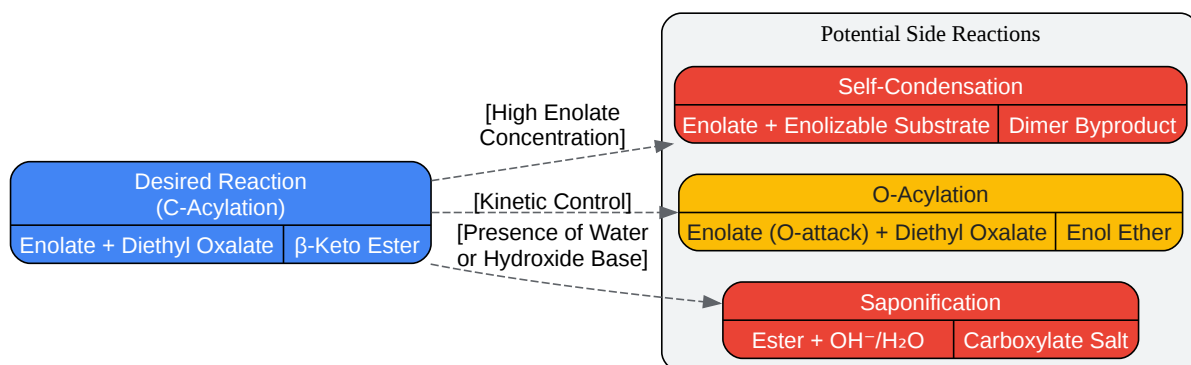 Potential Side Reactions
Self-Condensation
Enolate + Enolizable Substrate
Dimer Byproduct
[High Enolate
Concentration]
Desired Reaction
(C-Acylation)
Enolate + Diethyl Oxalate
β-Keto Ester
[Kinetic Control]
O-Acylation
Enolate (O-attack) + Diethyl Oxalate
Enol Ether
[Presence of Water
or Hydroxide Base]
Saponification
Ester + OH⁻/H₂O
Carboxylate Salt